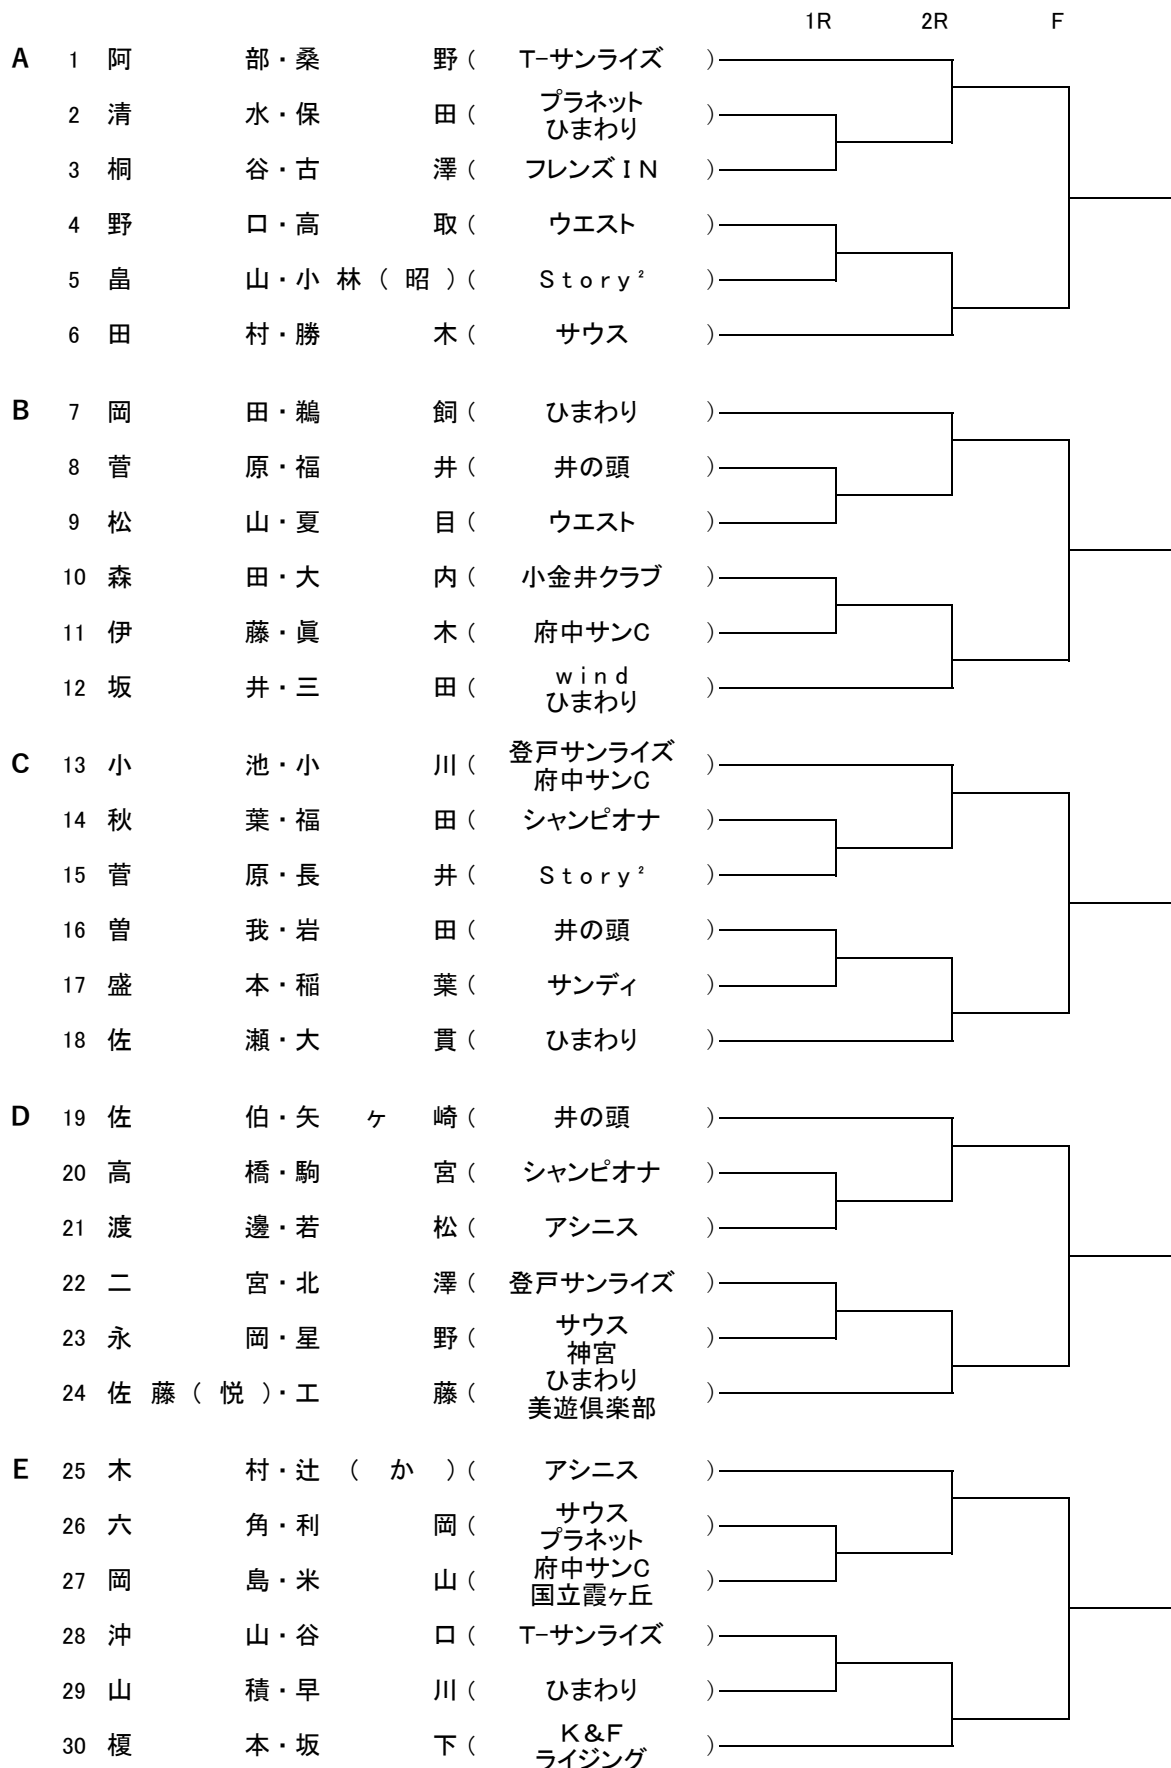 1R 2R F
A 1 阿部・桑野 ( T-サンライズ )
2 清水・保田 ( プラネット ひまわり )
3 桐谷・古澤 ( フレンズIN )
4 野口・高取 ( ウエスト )
5 畠山・小林(昭) ( Story² )
6 田村・勝木 ( サウス )
B 7 岡田・鵜飼 ( ひまわり )
8 菅原・福井 ( 井の頭 )
9 松山・夏目 ( ウエスト )
10 森田・大内 ( 小金井クラブ )
11 伊藤・眞木 ( 府中サンC )
12 坂井・三田 ( wind ひまわり )
C 13 小池・小川 ( 登戸サンライズ 府中サンC )
14 秋葉・福田 ( シャンピオナ )
15 菅原・長井 ( Story² )
16 曽我・岩田 ( 井の頭 )
17 盛本・稲葉 ( サンディ )
18 佐瀬・大貫 ( ひまわり )
D 19 佐伯・矢ヶ崎 ( 井の頭 )
20 高橋・駒宮 ( シャンピオナ )
21 渡邊・若松 ( アシニス )
22 二宮・北澤 ( 登戸サンライズ )
23 永岡・星野 ( サウス 神宮 )
24 佐藤(悦)・工藤 ( ひまわり 美遊倶楽部 )
E 25 木村・辻(か) ( アシニス )
26 六角・利岡 ( サウス プラネット )
27 岡島・米山 ( 府中サンC 国立霞ヶ丘 )
28 沖山・谷口 ( T-サンライズ )
29 山積・早川 ( ひまわり )
30 榎本・坂下 ( K&F ライジング )